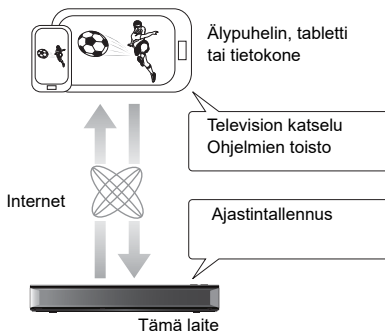 Älypuhelin, tabletti
tai tietokone
Television katselu
Ohjelmien toisto
Internet
Ajastintallennus
Tämä laite